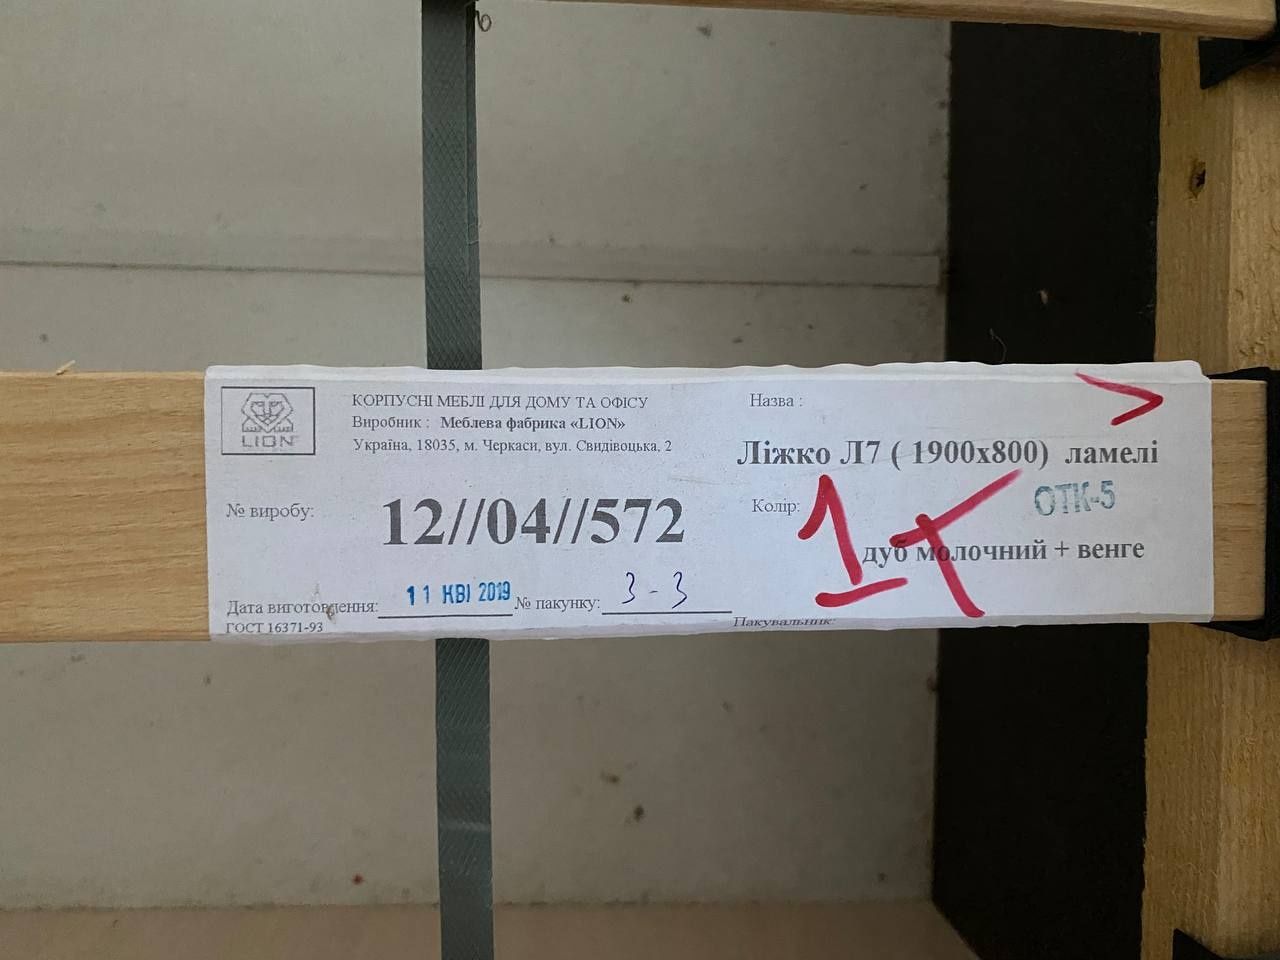 LION
КОРПУСНІ МЕБЛІ ДЛЯ ДОМУ ТА ОФІСУ
Виробник : Меблева фабрика «LION»
Україна, 18035, м. Черкаси, вул. Свидівоцька, 2
№ виробу:
12//04//572
Дата виготовлення: 11 КВІ 2019 № пакунку: 3-3
ГОСТ 16371-93
Назва :
Ліжко Л7 ( 1900х800) ламелі
Колір:
ОТК-5
1т
дуб молочний + венге
Пакувальник: